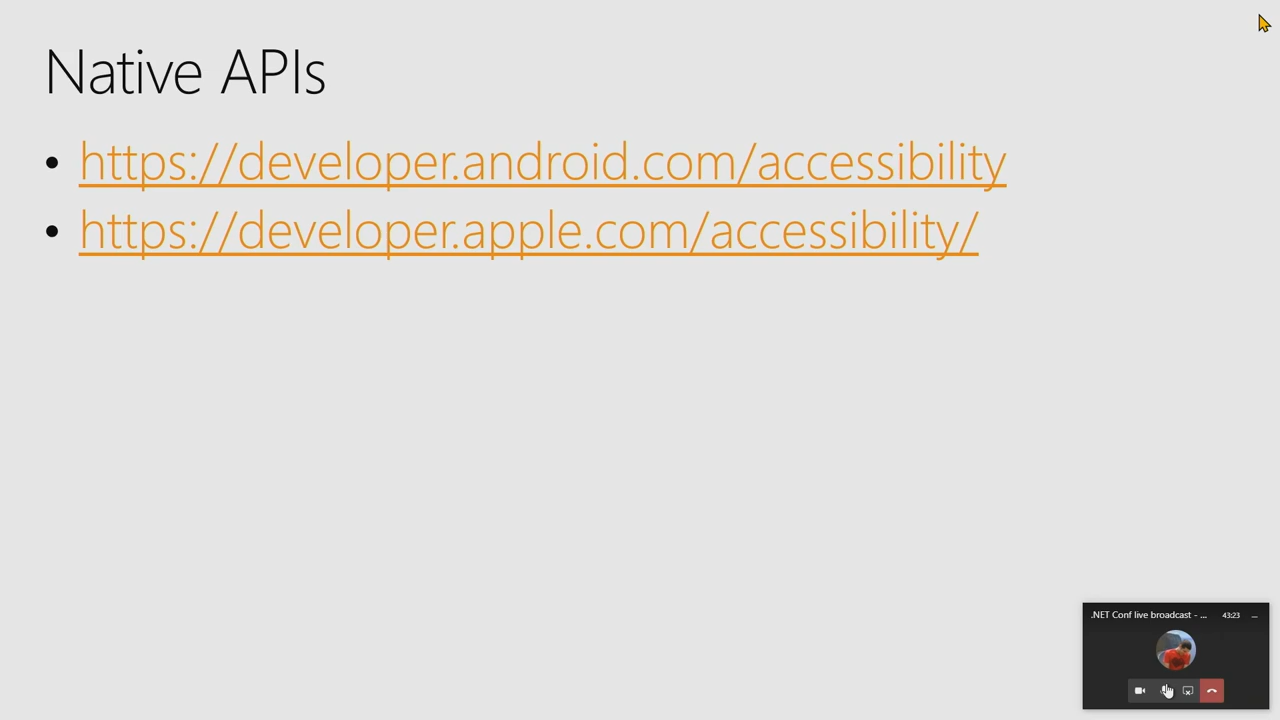 Native APIs
• https://developer.android.com/accessibility
• https://developer.apple.com/accessibility/
.NET Conf live broadcast - ... 43:23